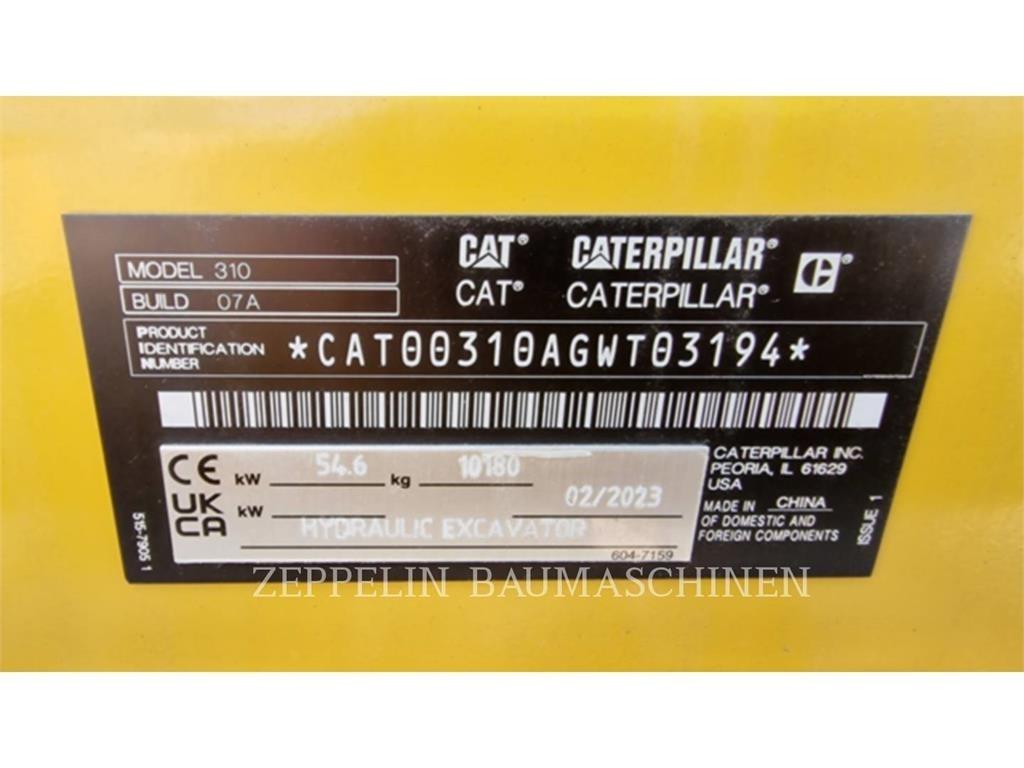 CAT® CATERPILLAR® C®
CAT® CATERPILLAR®
MODEL 310
BUILD 07A
PRODUCT IDENTIFICATION NUMBER *CAT00310AGWT03194*
CE kW 54.6 kg 10180
UKCA kW 02/2023
HYDRAULIC EXCAVATOR
604-7159
CATERPILLAR INC.
PEORIA, IL 61629
USA
MADE IN CHINA
OF DOMESTIC AND
FOREIGN COMPONENTS
515-7905 1
ISSUE 1
ZEPPELIN BAUMASCHINEN